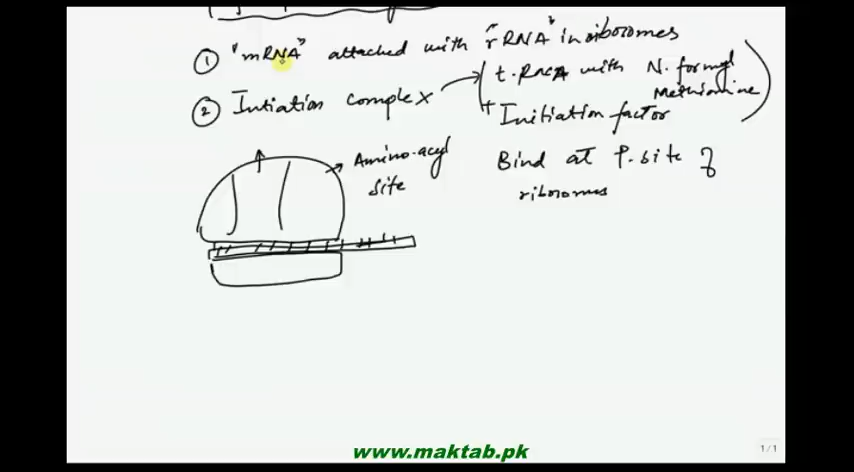 ① "mRNA" attached with "rRNA" in ribosomes
② Intiation complex → ( t.RNA with N. formyl
Methionine
+ Initiation factor )
Bind at P. site of
ribosomes
Amino-acyl
site
www.maktab.pk
1/1